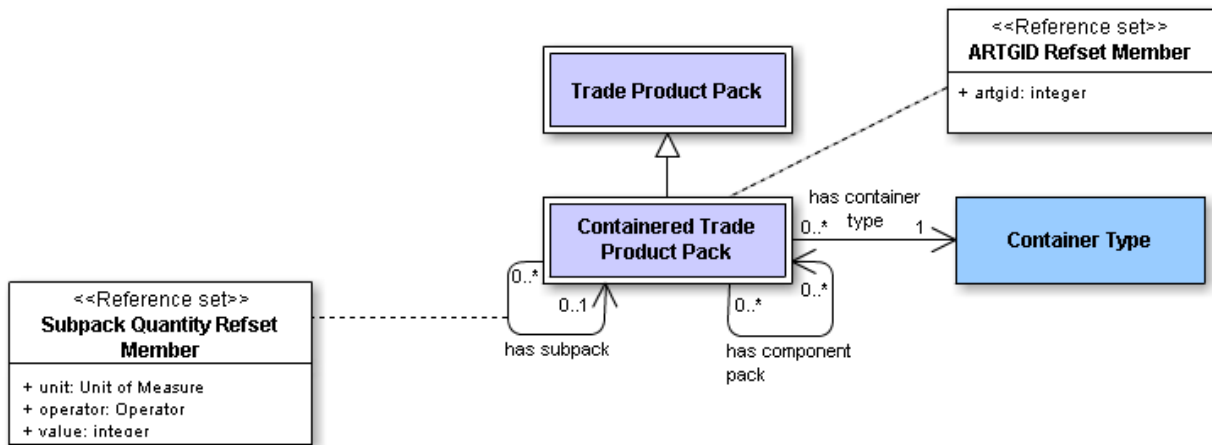 <<Reference set>>
ARTGID Refset Member
+ artgid: integer
Trade Product Pack
has container
type
0..*
1
Containered Trade
Product Pack
Container Type
0..*
0..1
has subpack
0..*
0..*
has component
pack
<<Reference set>>
Subpack Quantity Refset
Member
+ unit: Unit of Measure
+ operator: Operator
+ value: integer